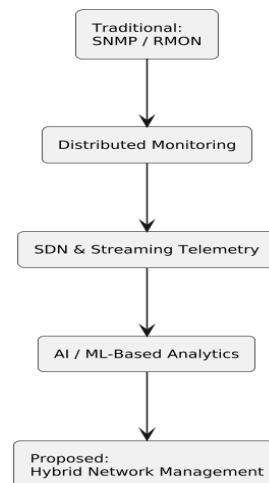 Traditional:
SNMP / RMON
Distributed Monitoring
SDN & Streaming Telemetry
AI / ML-Based Analytics
Proposed:
Hybrid Network Management